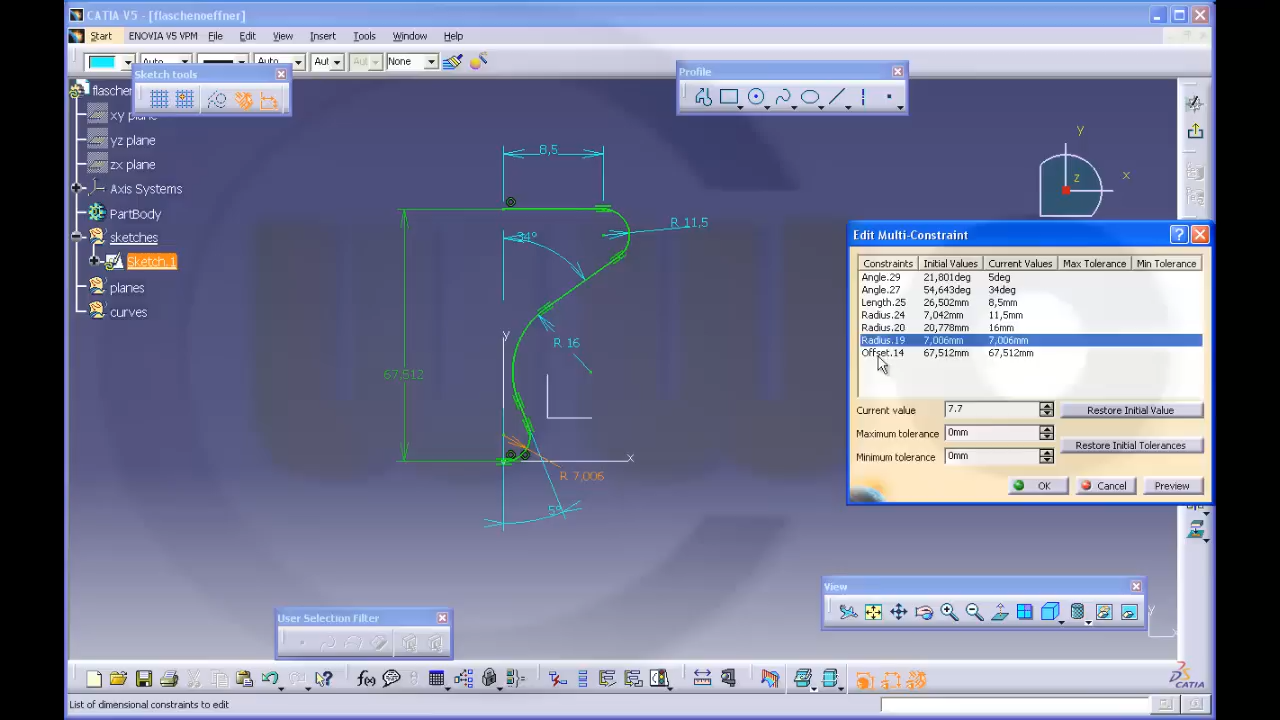 CATIA V5 - [flaschenoeffner]
Start ENOVIA V5 VPM File Edit View Insert Tools Window Help
Auto Auto Aut Aut None
Sketch tools
Profile
flaschen
xy plane
yz plane
zx plane
Axis Systems
PartBody
sketches
Sketch.1
planes
curves
8,5
R 11,5
34°
R 16
67,512
R 7,006
5°
y
x
y
x
z
Edit Multi-Constraint
Constraints Initial Values Current Values Max Tolerance Min Tolerance
Angle.29 21,801deg 5deg
Angle.27 54,643deg 34deg
Length.25 26,502mm 8,5mm
Radius.24 7,042mm 11,5mm
Radius.20 20,778mm 16mm
Radius.19 7,006mm 7,006mm
Offset.14 67,512mm 67,512mm
Current value 7.7 Restore Initial Value
Maximum tolerance 0mm
Restore Initial Tolerances
Minimum tolerance 0mm
OK Cancel Preview
View
User Selection Filter
f(x)
CATIA
List of dimensional constraints to edit